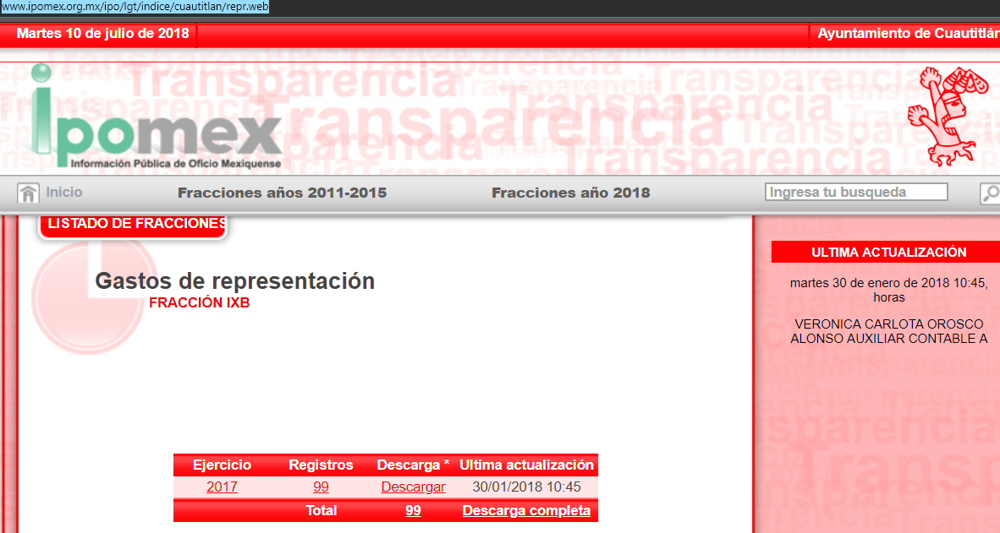 www.ipomex.org.mx/ipo/lgt/indice/cuautitlan/repr.web
Martes 10 de julio de 2018
Ayuntamiento de Cuautitlán
Transparencia
ipomex
Información Pública de Oficio Mexiquense
Inicio
Fracciones años 2011-2015
Fracciones año 2018
Ingresa tu busqueda
LISTADO DE FRACCIONES
Gastos de representación
FRACCIÓN IXB
ULTIMA ACTUALIZACIÓN
martes 30 de enero de 2018 10:45,
horas
VERONICA CARLOTA OROSCO
ALONSO AUXILIAR CONTABLE A
Ejercicio Registros Descarga * Ultima actualización
2017 99 Descargar 30/01/2018 10:45
Total 99 Descarga completa